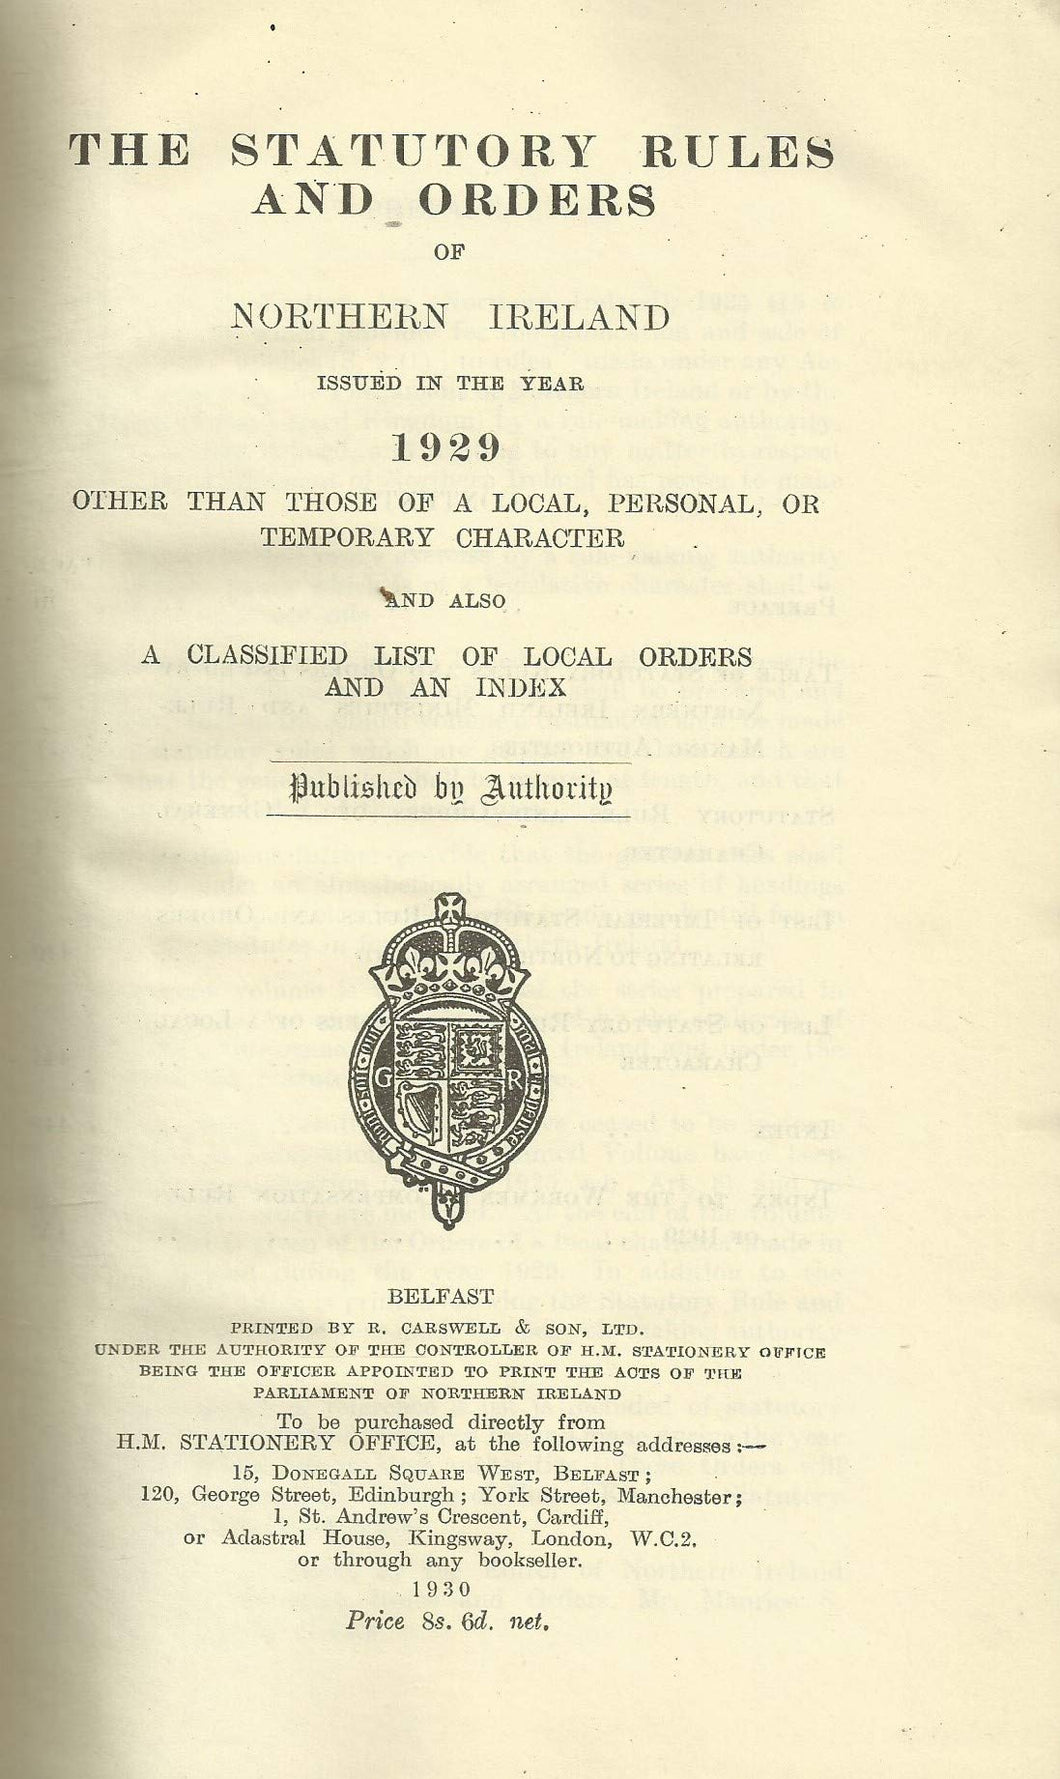 THE STATUTORY RULES
AND ORDERS
OF
NORTHERN IRELAND
ISSUED IN THE YEAR
1929
OTHER THAN THOSE OF A LOCAL, PERSONAL, OR
TEMPORARY CHARACTER
AND ALSO
A CLASSIFIED LIST OF LOCAL ORDERS
AND AN INDEX
Published by Authority
G R
honi soit qui mal y pense
BELFAST
PRINTED BY R. CARSWELL & SON, LTD.
UNDER THE AUTHORITY OF THE CONTROLLER OF H.M. STATIONERY OFFICE
BEING THE OFFICER APPOINTED TO PRINT THE ACTS OF THE
PARLIAMENT OF NORTHERN IRELAND
To be purchased directly from
H.M. STATIONERY OFFICE, at the following addresses:—
15, DONEGALL SQUARE WEST, BELFAST;
120, George Street, Edinburgh; York Street, Manchester;
1, St. Andrew's Crescent, Cardiff,
or Adastral House, Kingsway, London, W.C.2.
or through any bookseller.
1930
Price 8s. 6d. net.